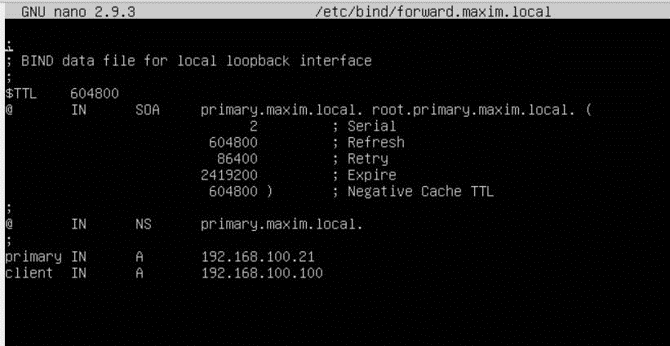 GNU nano 2.9.3 /etc/bind/forward.maxim.local
;
; BIND data file for local loopback interface
;
$TTL 604800
@ IN SOA primary.maxim.local. root.primary.maxim.local. (
2 ; Serial
604800 ; Refresh
86400 ; Retry
2419200 ; Expire
604800 ) ; Negative Cache TTL
;
@ IN NS primary.maxim.local.
;
primary IN A 192.168.100.21
client IN A 192.168.100.100